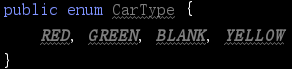 public enum CarType {
RED, GREEN, BLANK, YELLOW
}